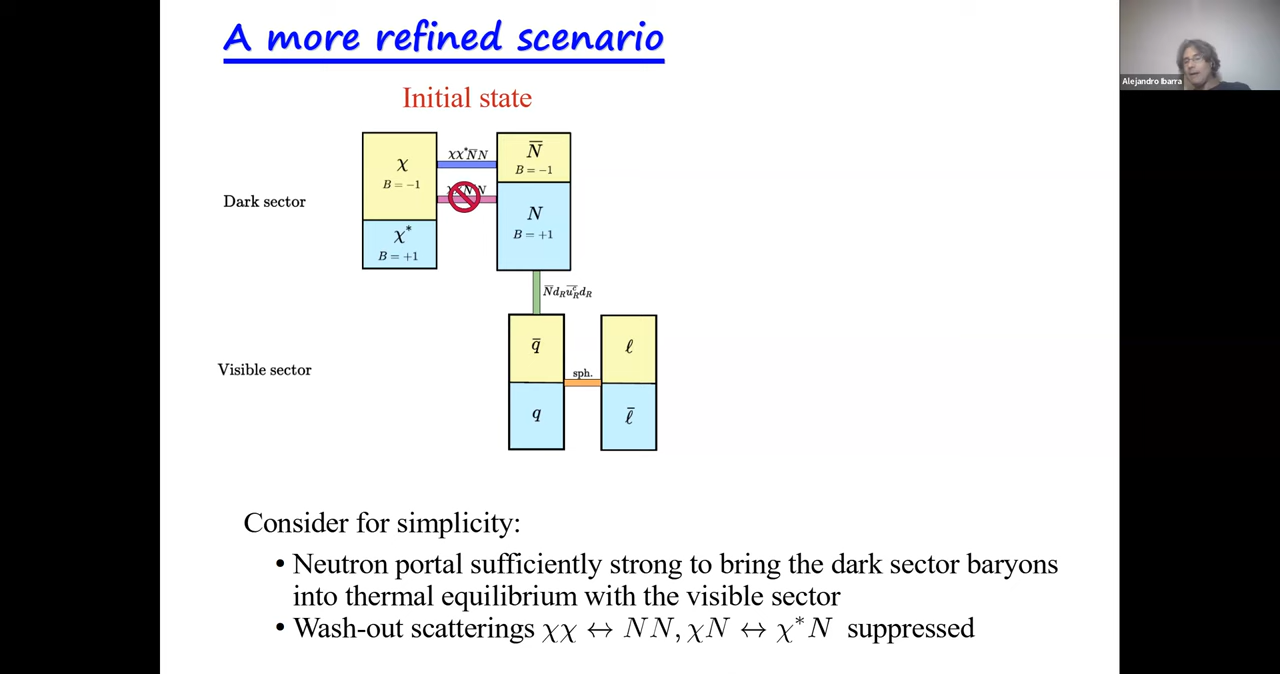 A more refined scenario
Alejandro Ibarra
Initial state
χχ*N̅N
χ
B = −1
N̅
B = −1
Dark sector
N
B = +1
χ*
B = +1
N̅d_R u̅_R^c d_R
q̅
ℓ
Visible sector
sph.
q
ℓ̅
Consider for simplicity:
• Neutron portal sufficiently strong to bring the dark sector baryons
into thermal equilibrium with the visible sector
• Wash-out scatterings χχ ↔ NN, χN ↔ χ*N suppressed